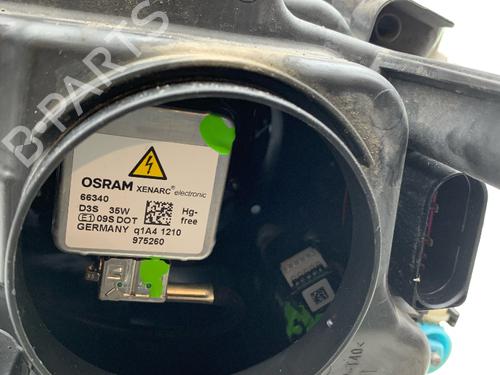 B-PARTS
OSRAM XENARC® electronic
66340
D3S 35W Hg-
E1 09S DOT free
GERMANY q1A4 1210
975260